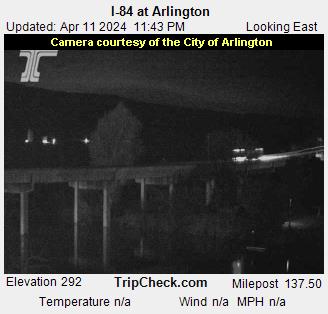 I-84 at Arlington
Updated: Apr 11 2024 11:43 PM Looking East
Camera courtesy of the City of Arlington
Elevation 292 TripCheck.com Milepost 137.50
Temperature n/a Wind n/a MPH n/a